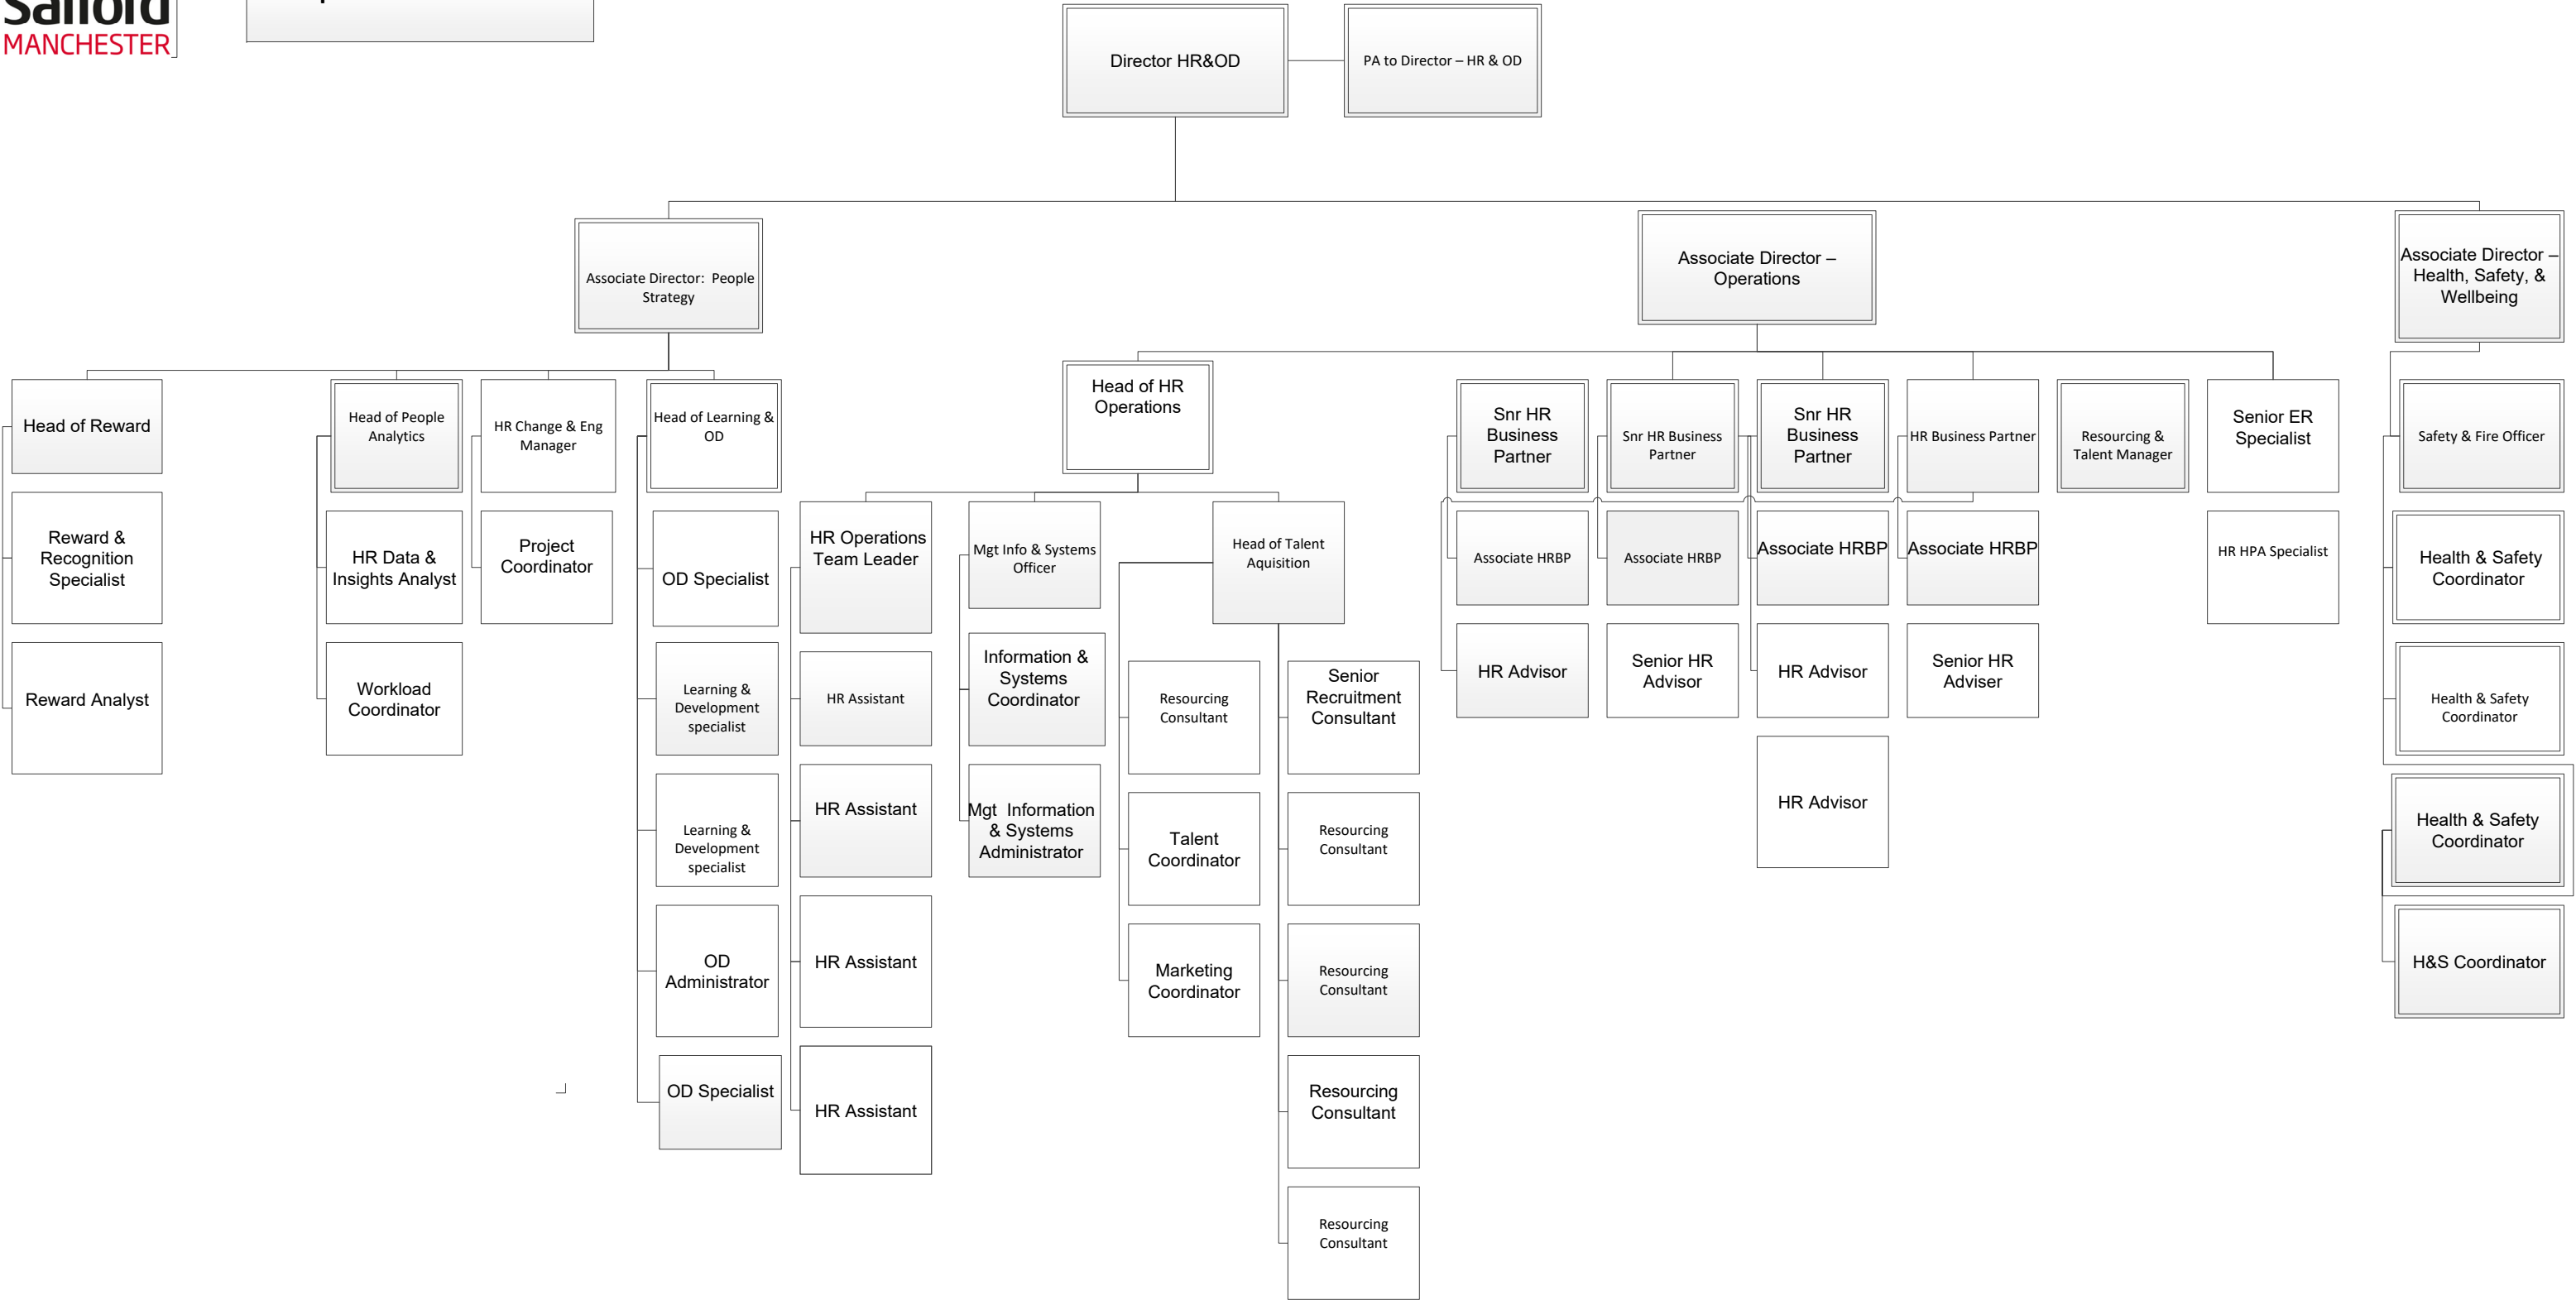 Salford
MANCHESTER
Director HR&OD
PA to Director – HR & OD
Associate Director:  People
Strategy
Associate Director –
Operations
Associate Director –
Health, Safety, &
Wellbeing
Head of Reward
Head of People
Analytics
HR Change & Eng
Manager
Head of Learning &
OD
Head of HR
Operations
Snr HR
Business
Partner
Snr HR Business
Partner
Snr HR
Business
Partner
HR Business Partner
Resourcing &
Talent Manager
Senior ER
Specialist
Safety & Fire Officer
Reward &
Recognition
Specialist
HR Data &
Insights Analyst
Project
Coordinator
OD Specialist
HR Operations
Team Leader
Mgt Info & Systems
Officer
Head of Talent
Aquisition
Associate HRBP
Associate HRBP
Associate HRBP
Associate HRBP
HR HPA Specialist
Health & Safety
Coordinator
Reward Analyst
Workload
Coordinator
Learning &
Development
specialist
HR Assistant
Information &
Systems
Coordinator
Resourcing
Consultant
Senior
Recruitment
Consultant
HR Advisor
Senior HR
Advisor
HR Advisor
Senior HR
Adviser
Health & Safety
Coordinator
Learning &
Development
specialist
HR Assistant
Mgt  Information
& Systems
Administrator
Talent
Coordinator
Resourcing
Consultant
HR Advisor
Health & Safety
Coordinator
OD
Administrator
HR Assistant
Marketing
Coordinator
Resourcing
Consultant
H&S Coordinator
OD Specialist
HR Assistant
Resourcing
Consultant
Resourcing
Consultant